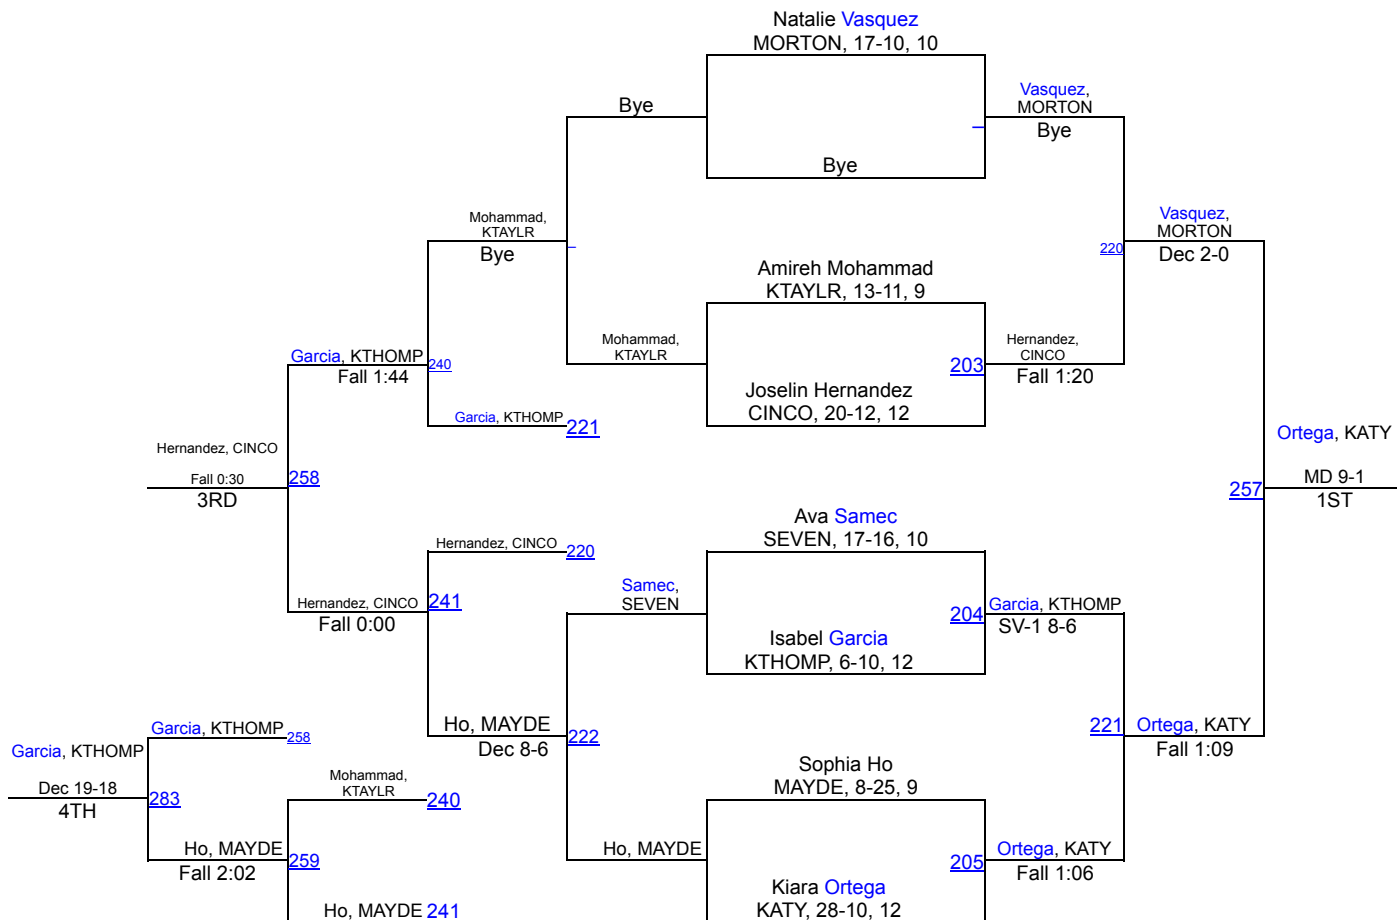 Natalie Vasquez
MORTON, 17-10, 10
Bye
Vasquez,
MORTON
Bye
Bye
Mohammad,
KTAYLR
Bye
Vasquez,
MORTON
Dec 2-0
220
Amireh Mohammad
KTAYLR, 13-11, 9
Mohammad,
KTAYLR
Hernandez,
CINCO
Fall 1:20
203
Joselin Hernandez
CINCO, 20-12, 12
Garcia, KTHOMP
Fall 1:44
240
Garcia, KTHOMP 221
Hernandez, CINCO
Fall 0:30
3RD
258
Ortega, KATY
MD 9-1
1ST
257
Ava Samec
SEVEN, 17-16, 10
Hernandez, CINCO 220
Samec,
SEVEN
Hernandez, CINCO
Fall 0:00
241
204
Garcia, KTHOMP
SV-1 8-6
Isabel Garcia
KTHOMP, 6-10, 12
Ho, MAYDE
Dec 8-6
222
221
Ortega, KATY
Fall 1:09
Garcia, KTHOMP 258
Garcia, KTHOMP
Dec 19-18
4TH
283
Mohammad,
KTAYLR
240
Sophia Ho
MAYDE, 8-25, 9
Ho, MAYDE
Fall 2:02
259
Ho, MAYDE
205
Ortega, KATY
Fall 1:06
Kiara Ortega
KATY, 28-10, 12
Ho, MAYDE 241